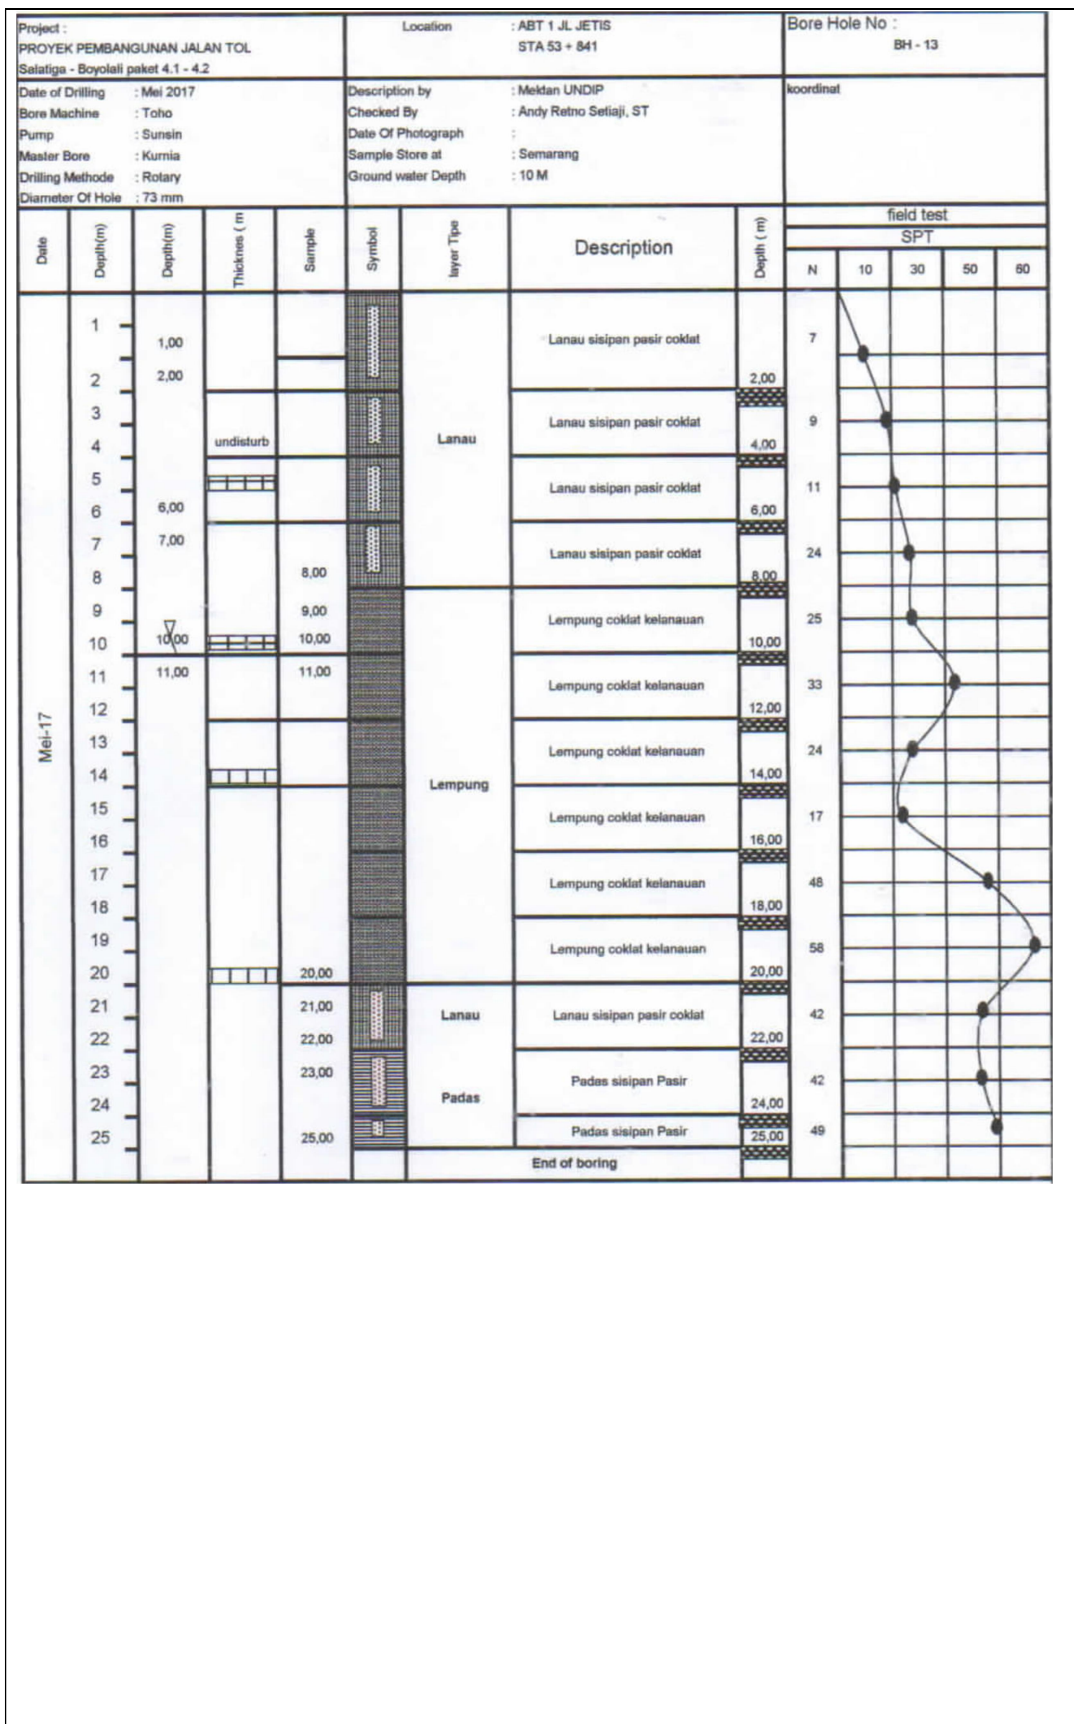 Project :
PROYEK PEMBANGUNAN JALAN TOL
Salatiga - Boyolali paket 4.1 - 4.2
Location : ABT 1 JL JETIS
STA 53 + 841
Bore Hole No :
BH - 13
Date of Drilling : Mei 2017
Bore Machine : Toho
Pump : Sunsin
Master Bore : Kurnia
Drilling Methode : Rotary
Diameter Of Hole : 73 mm
Description by : Mektan UNDIP
Checked By : Andy Retno Setiaji, ST
Date Of Photograph :
Sample Store at : Semarang
Ground water Depth : 10 M
koordinat
Date Depth(m) Depth(m) Thicknes ( m Sample Symbol layer Tipe Description Depth ( m)
field test
SPT
N 10 30 50 60
Mei-17
1 1,00 Lanau sisipan pasir coklat 7
2 2,00 2,00
3 Lanau sisipan pasir coklat 9
4 undisturb Lanau 4,00
5 Lanau sisipan pasir coklat 11
6 6,00 6,00
7 7,00 Lanau sisipan pasir coklat 24
8 8,00 8,00
9 9,00 Lempung coklat kelanauan 25
10 10,00 10,00 10,00
11 11,00 11,00 Lempung coklat kelanauan 33
12 12,00
13 Lempung coklat kelanauan 24
14 Lempung 14,00
15 Lempung coklat kelanauan 17
16 16,00
17 Lempung coklat kelanauan 48
18 18,00
19 Lempung coklat kelanauan 58
20 20,00 20,00
21 21,00 Lanau Lanau sisipan pasir coklat 42
22 22,00 22,00
23 23,00 Padas sisipan Pasir 42
24 Padas 24,00
25 25,00 Padas sisipan Pasir 25,00 49
End of boring